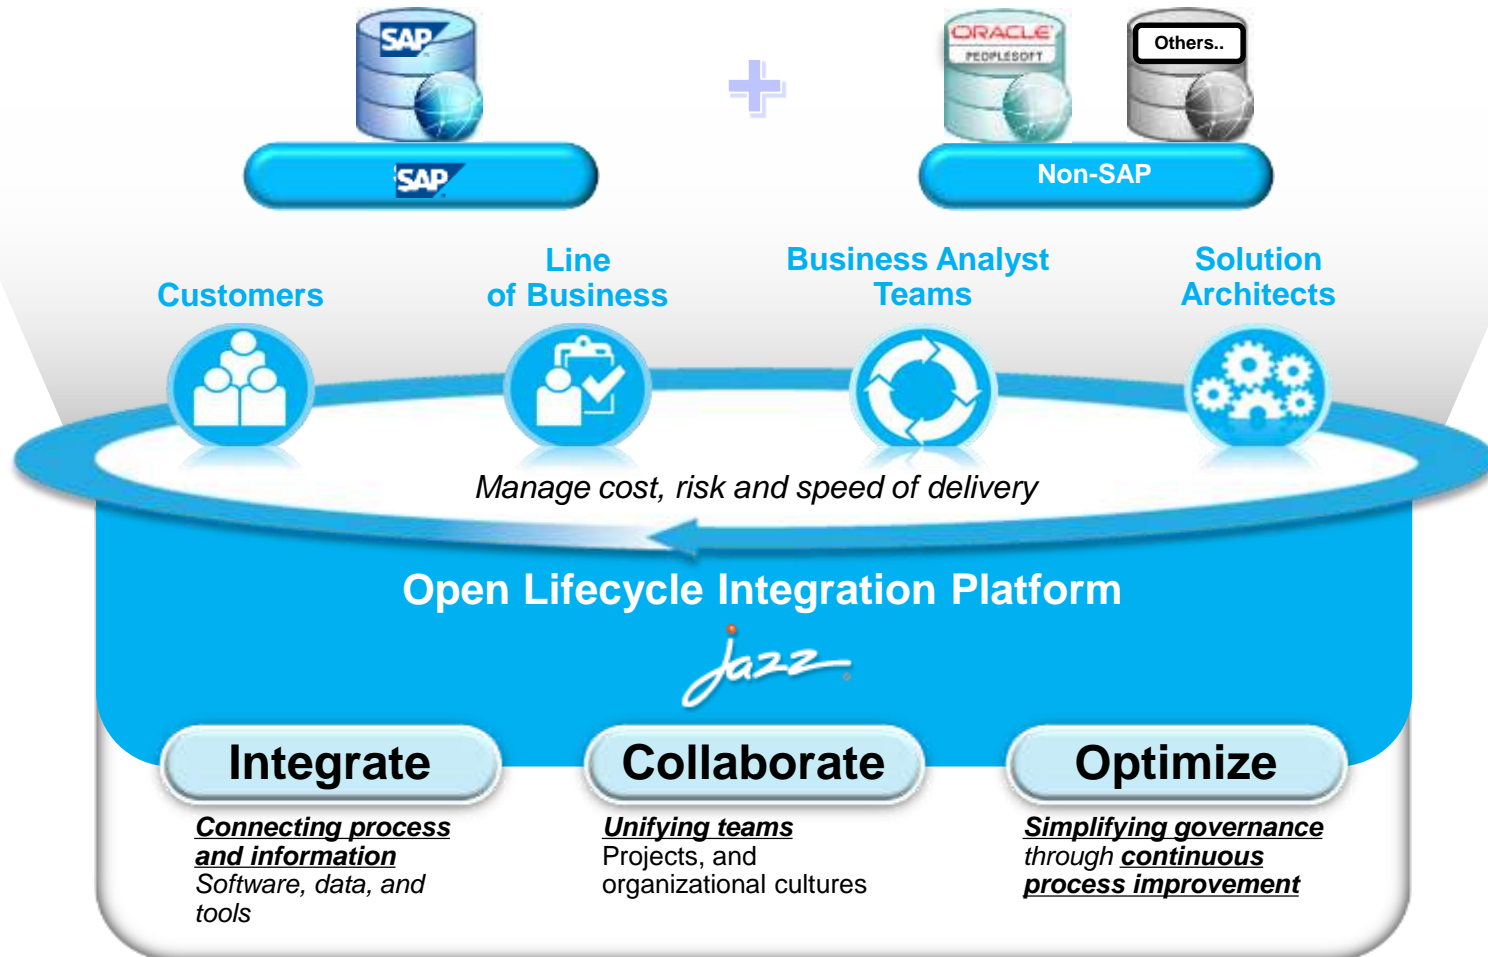 SAP
ORACLE
PEOPLESOFT
Others..
SAP
Non-SAP
Customers
Line
of Business
Business Analyst
Teams
Solution
Architects
Manage cost, risk and speed of delivery
Open Lifecycle Integration Platform
jazz
Integrate
Connecting process
and information
Software, data, and
tools
Collaborate
Unifying teams
Projects, and
organizational cultures
Optimize
Simplifying governance
through continuous
process improvement